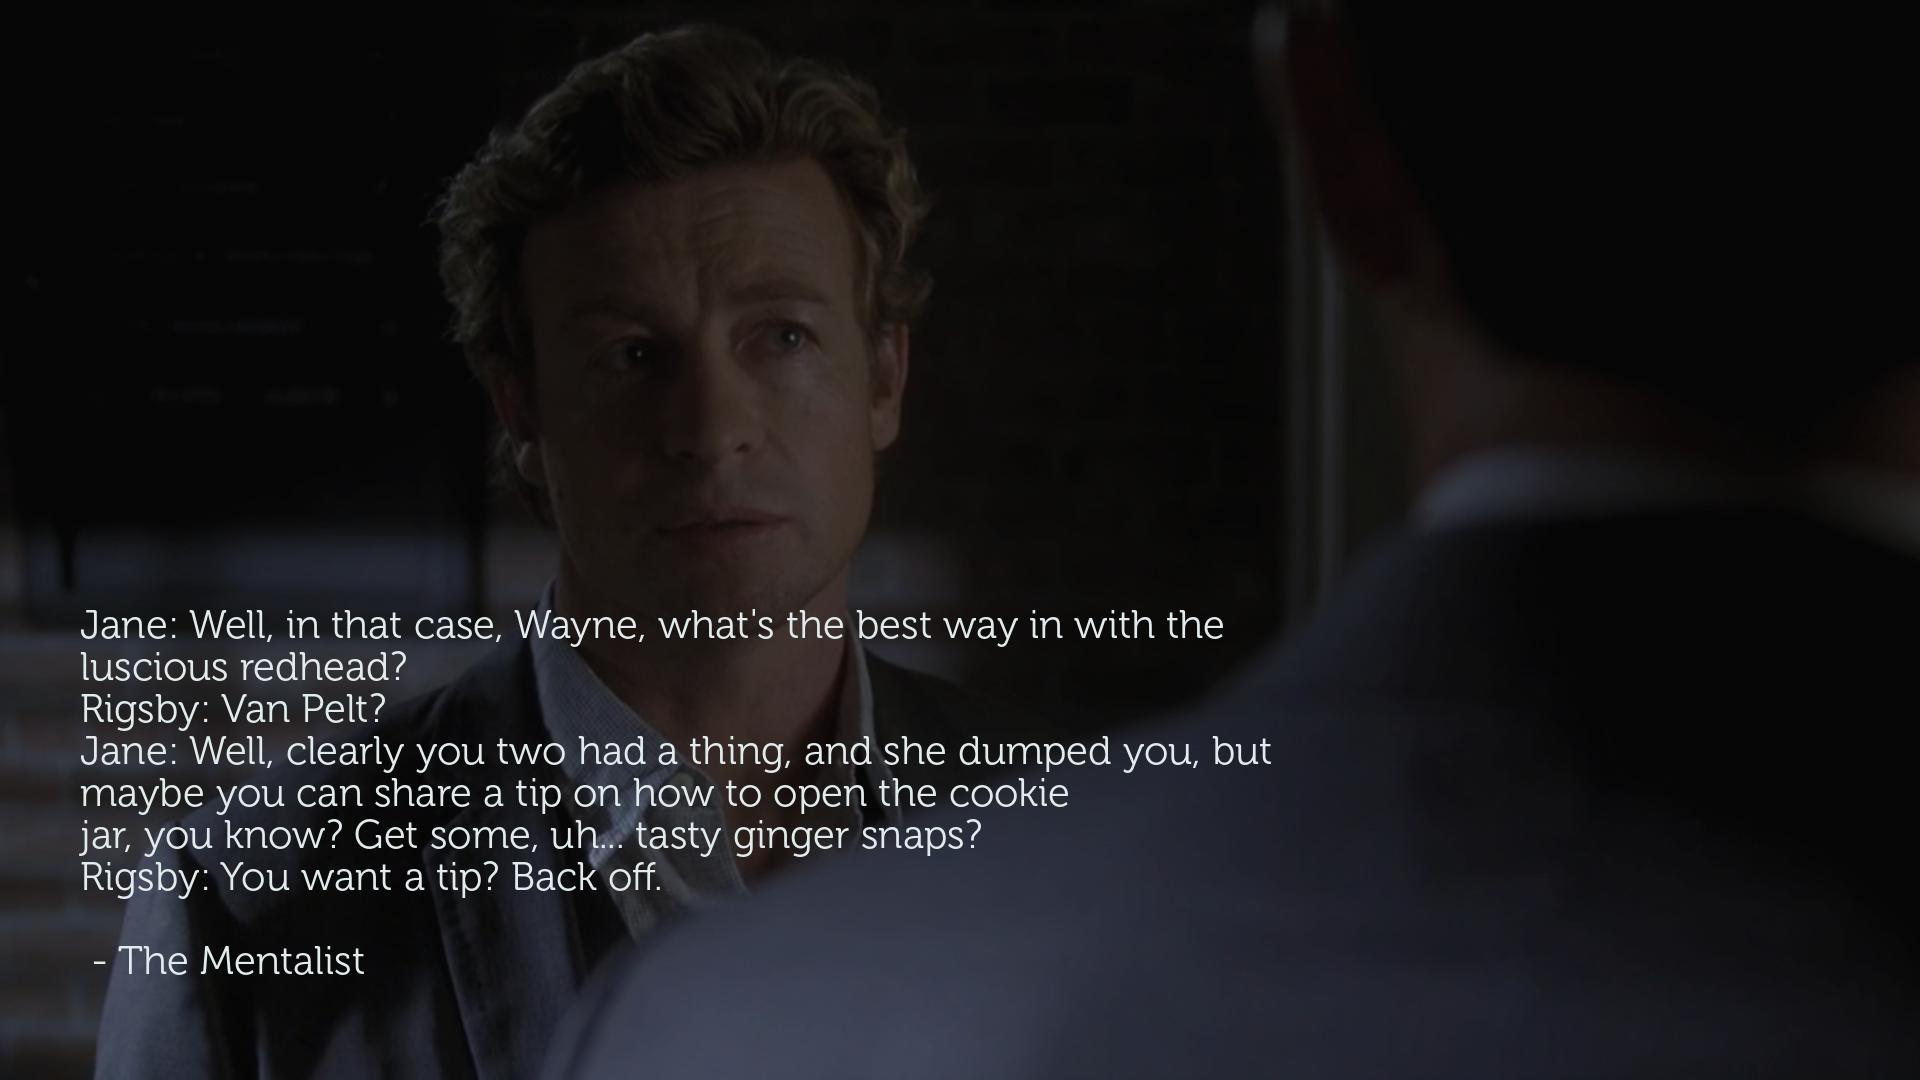 Jane: Well, in that case, Wayne, what's the best way in with the
luscious redhead?
Rigsby: Van Pelt?
Jane: Well, clearly you two had a thing, and she dumped you, but
maybe you can share a tip on how to open the cookie
jar, you know? Get some, uh... tasty ginger snaps?
Rigsby: You want a tip? Back off.
- The Mentalist